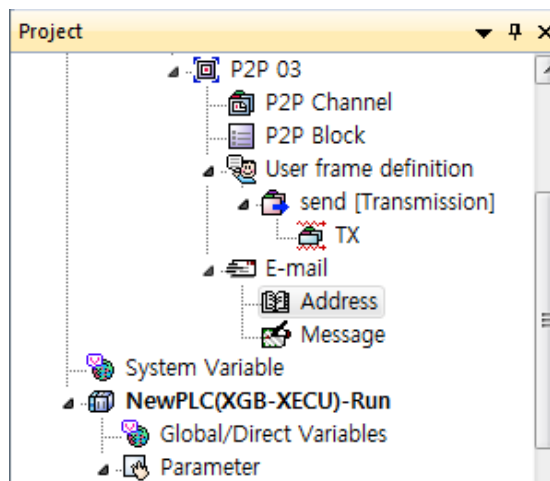 Project
P2P 03
P2P Channel
P2P Block
User frame definition
send [Transmission]
TX
E-mail
Address
Message
System Variable
NewPLC(XGB-XECU)-Run
Global/Direct Variables
Parameter